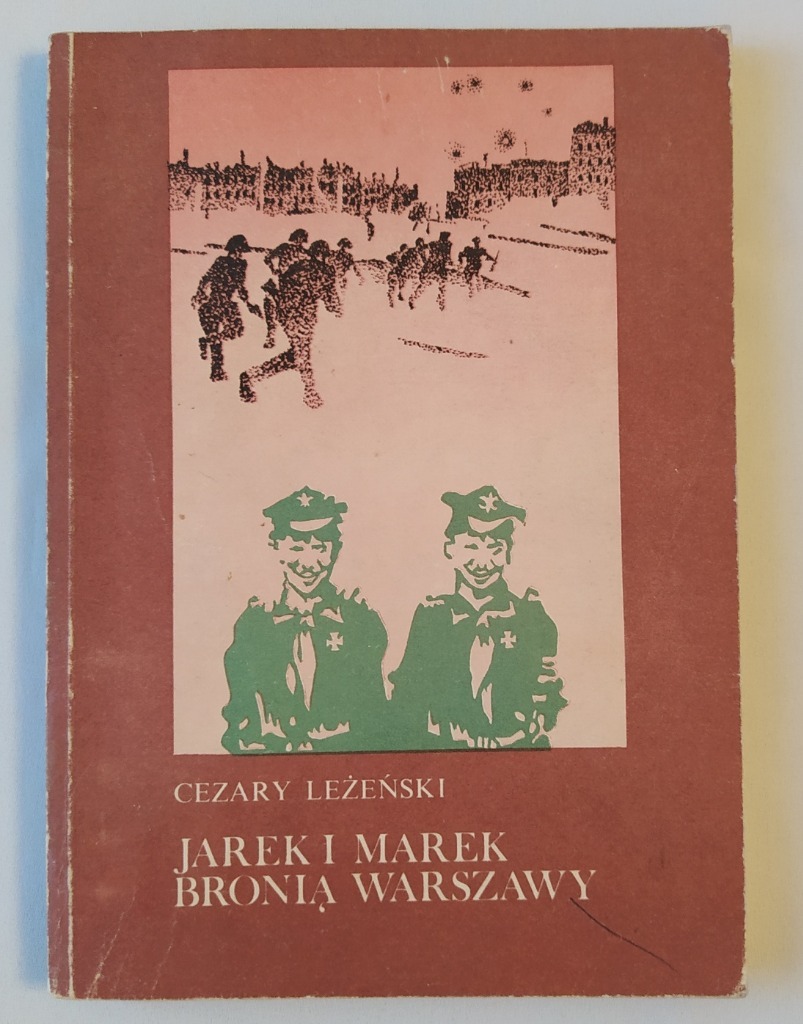 CEZARY LEŻEŃSKI
JAREK I MAREK
BRONIĄ WARSZAWY